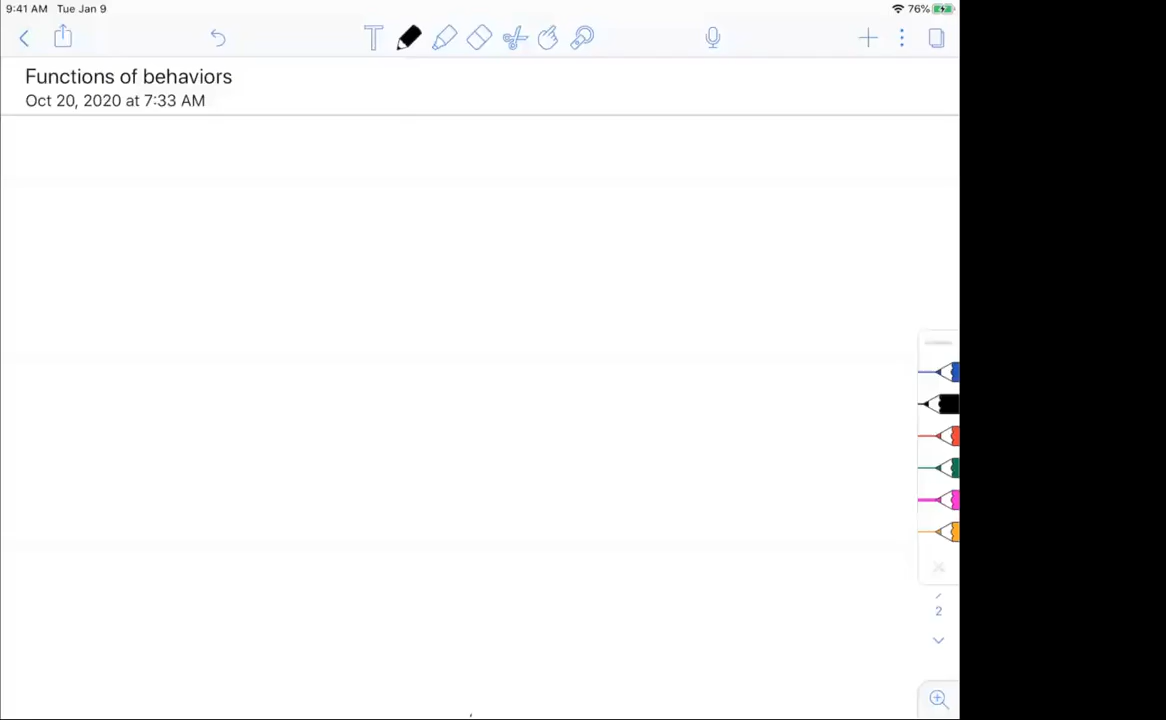 9:41 AM Tue Jan 9
76%
T
Functions of behaviors
Oct 20, 2020 at 7:33 AM
2